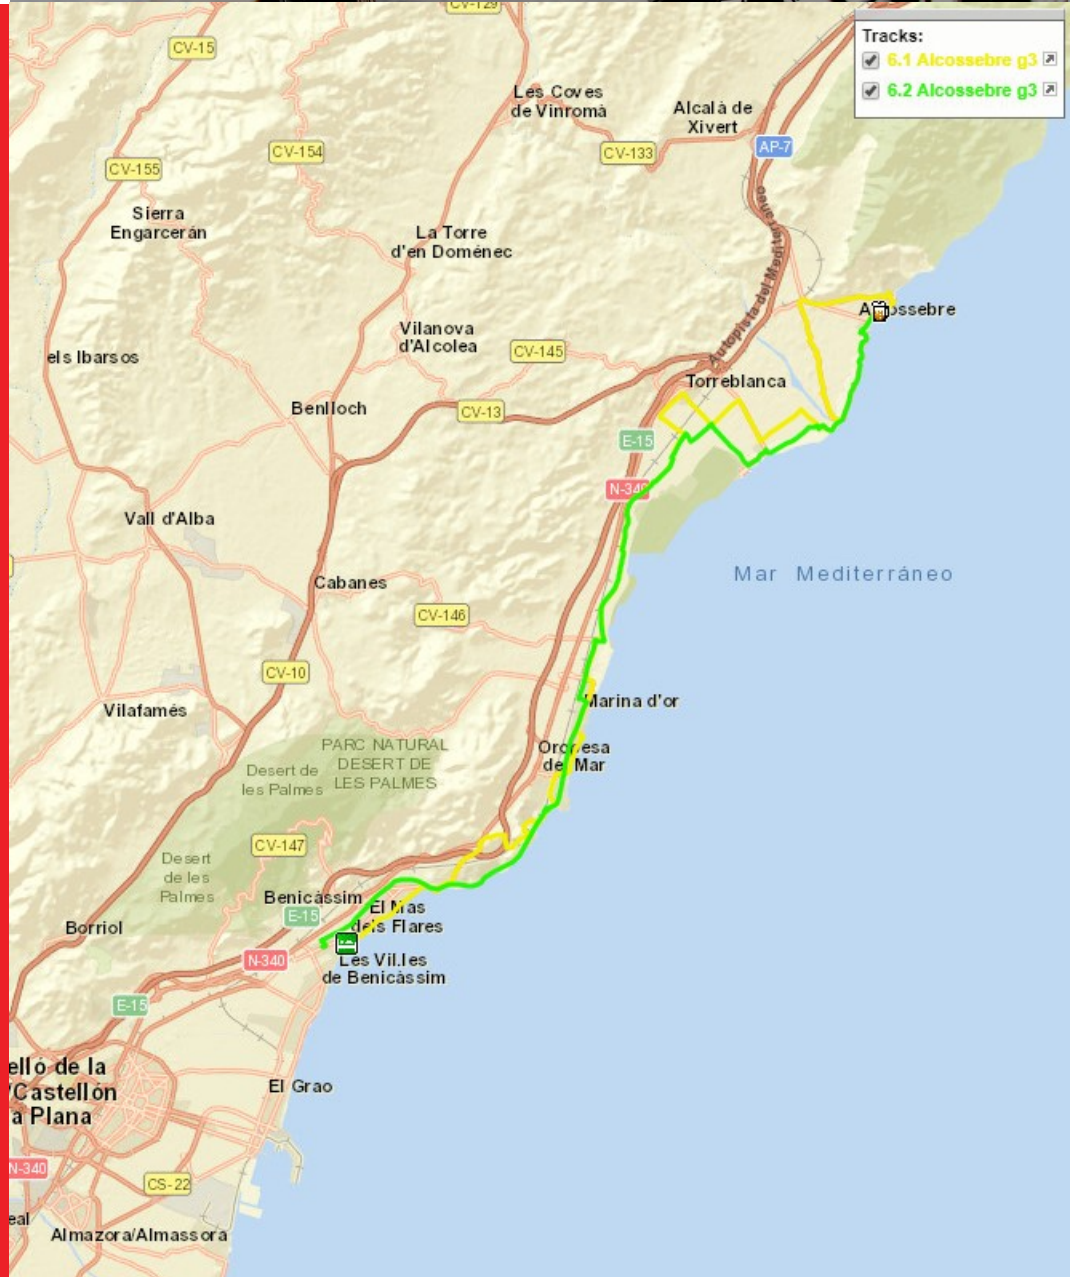 CV-129
Tracks:
6.1 Alcossebre g3
6.2 Alcossebre g3
CV-15
Les Coves
de Vinromà
Alcalà de
Xivert
CV-154
CV-133
AP-7
CV-155
Sierra
Engarcerán
La Torre
d'en Doménec
Autopista del Mediterraneo
Alcossebre
Vilanova
d'Alcolea
els Ibarsos
CV-145
Torreblanca
Benlloch
CV-13
E-15
N-340
Vall d'Alba
Mar Mediterráneo
Cabanes
CV-146
CV-10
Marina d'or
Vilafamés
PARC NATURAL
DESERT DE
LES PALMES
Oropesa
del Mar
Desert de
les Palmes
CV-147
Desert
de les
Palmes
Benicàssim
El Mas
dels Flares
E-15
Borriol
N-340
Les Vil.les
de Benicàssim
E-15
elló de la
/Castellón
a Plana
El Grao
N-340
CS-22
eal
Almazora/Almassora